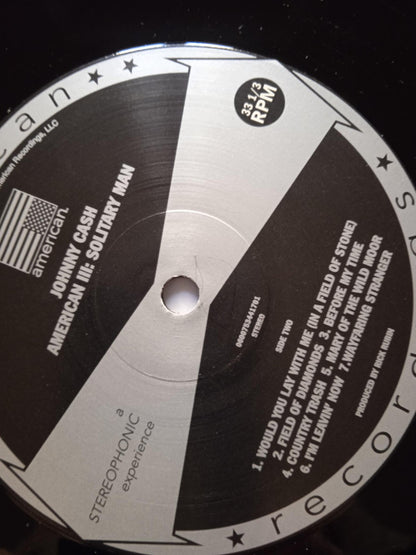 american
American Recordings, LLC
american.
JOHNNY CASH
AMERICAN III: SOLITARY MAN
33 1/3
RPM
a
STEREOPHONIC
experience
0600753441701
STEREO
SIDE TWO
1. WOULD YOU LAY WITH ME (IN A FIELD OF STONE)
2. FIELD OF DIAMONDS 3. BEFORE MY TIME
4. COUNTRY TRASH 5. MARY OF THE WILD MOOR
6. I'M LEAVIN' NOW 7. WAYFARING STRANGER
PRODUCED BY RICK RUBIN
record